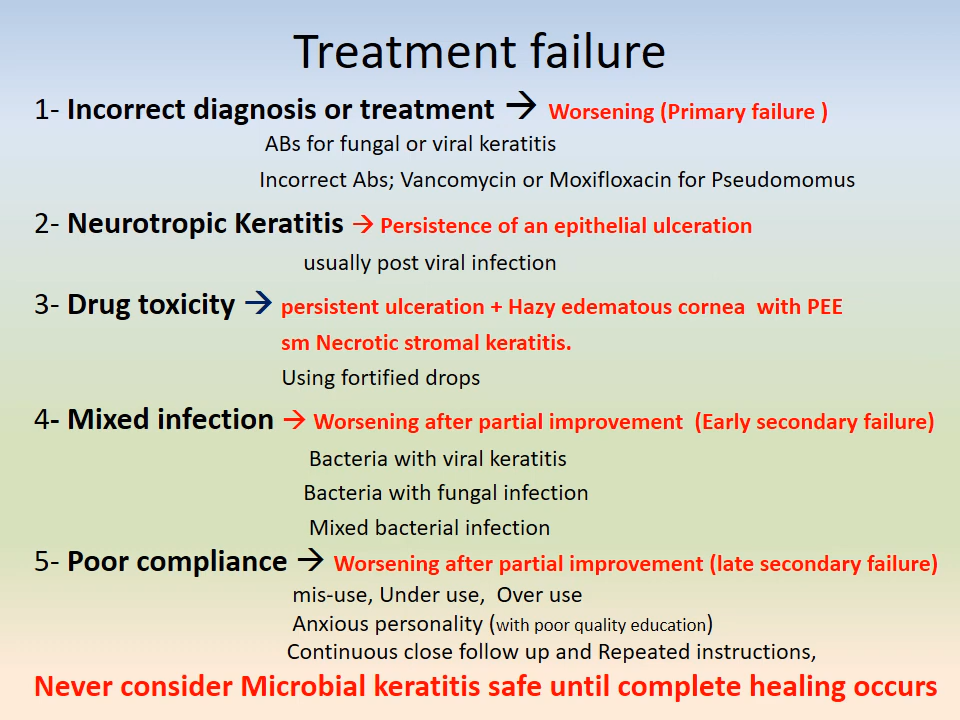 Treatment failure
1- Incorrect diagnosis or treatment → Worsening (Primary failure )
ABs for fungal or viral keratitis
Incorrect Abs; Vancomycin or Moxifloxacin for Pseudomomus
2- Neurotropic Keratitis → Persistence of an epithelial ulceration
usually post viral infection
3- Drug toxicity → persistent ulceration + Hazy edematous cornea with PEE
sm Necrotic stromal keratitis.
Using fortified drops
4- Mixed infection → Worsening after partial improvement (Early secondary failure)
Bacteria with viral keratitis
Bacteria with fungal infection
Mixed bacterial infection
5- Poor compliance → Worsening after partial improvement (late secondary failure)
mis-use, Under use, Over use
Anxious personality (with poor quality education)
Continuous close follow up and Repeated instructions,
Never consider Microbial keratitis safe until complete healing occurs